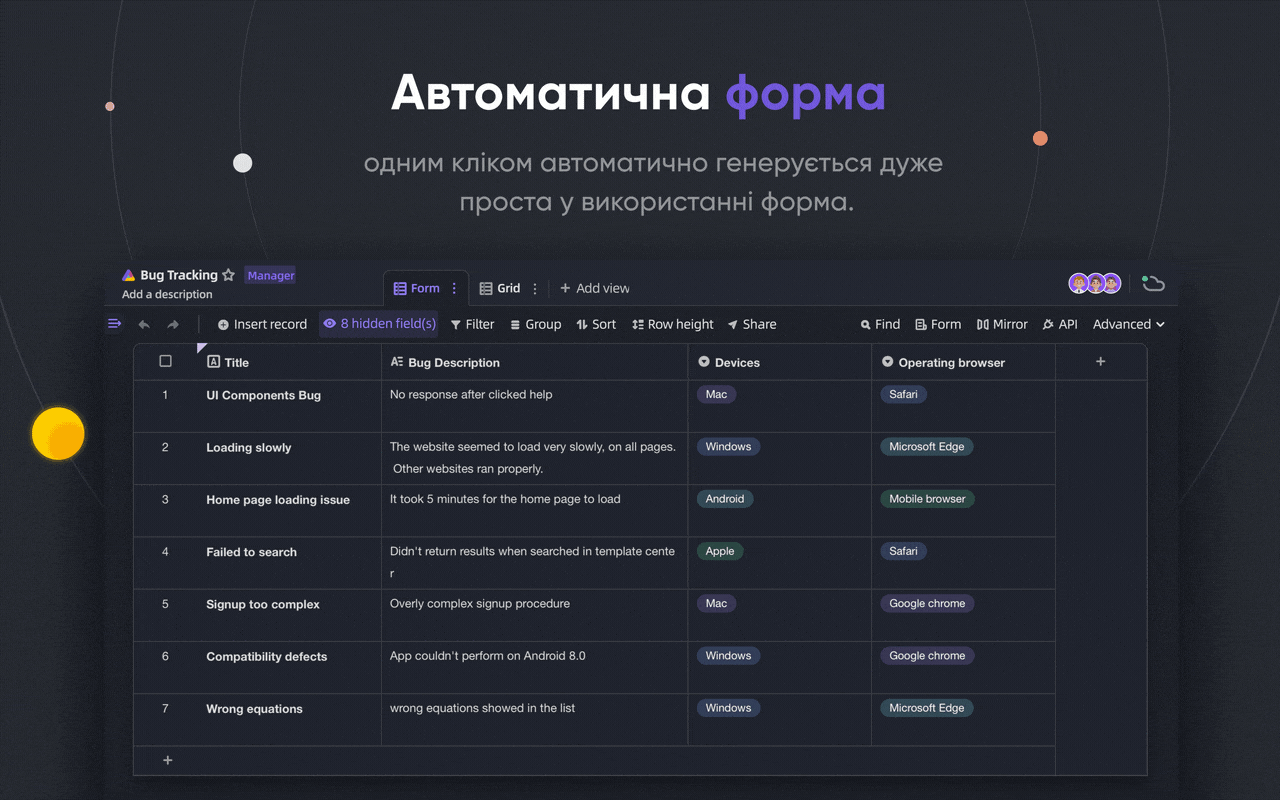 Автоматична форма
одним кліком автоматично генерується дуже
проста у використанні форма.
Bug Tracking Manager
Add a description
Form Grid Add view
Insert record 8 hidden field(s) Filter Group Sort Row height Share Find Form Mirror API Advanced
Title Bug Description Devices Operating browser
1 UI Components Bug No response after clicked help Mac Safari
2 Loading slowly The website seemed to load very slowly, on all pages. Windows Microsoft Edge
Other websites ran properly.
3 Home page loading issue It took 5 minutes for the home page to load Android Mobile browser
4 Failed to search Didn't return results when searched in template cente Apple Safari
r
5 Signup too complex Overly complex signup procedure Mac Google chrome
6 Compatibility defects App couldn't perform on Android 8.0 Windows Google chrome
7 Wrong equations wrong equations showed in the list Windows Microsoft Edge